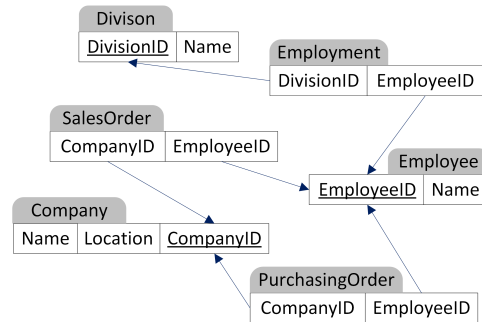 Divison
DivisionID Name
Employment
DivisionID EmployeeID
SalesOrder
CompanyID EmployeeID
Employee
EmployeeID Name
Company
Name Location CompanyID
PurchasingOrder
CompanyID EmployeeID